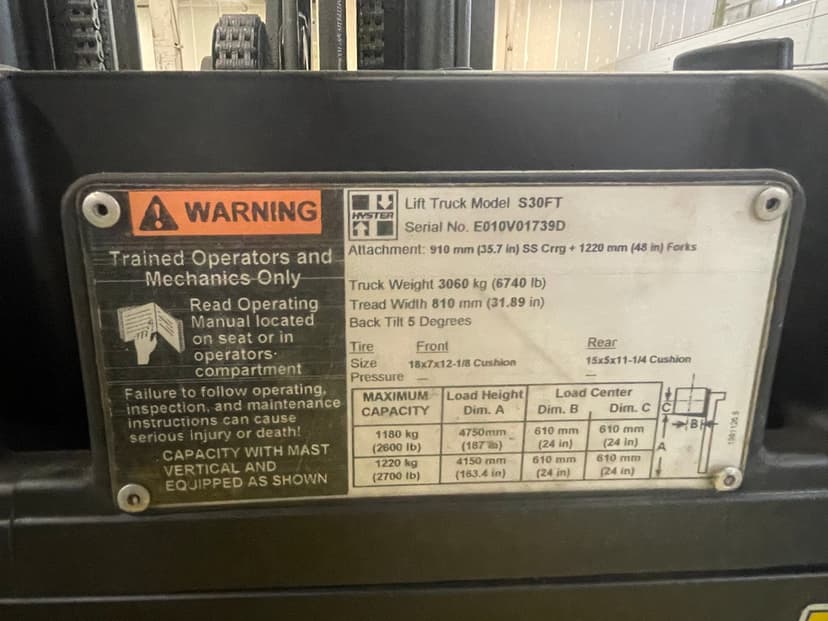 WARNING
Trained Operators and
Mechanics Only
Read Operating
Manual located
on seat or in
operators
compartment
Failure to follow operating,
inspection, and maintenance
instructions can cause
serious injury or death!
CAPACITY WITH MAST
VERTICAL AND
EQUIPPED AS SHOWN
HYSTER
Lift Truck Model S30FT
Serial No. E010V01739D
Attachment: 910 mm (35.7 in) SS Crrg + 1220 mm (48 in) Forks
Truck Weight 3060 kg (6740 lb)
Tread Width 810 mm (31.89 in)
Back Tilt 5 Degrees
Tire Front Rear
Size 18x7x12-1/8 Cushion 15x5x11-1/4 Cushion
Pressure — —
MAXIMUM CAPACITY Load Height Dim. A Load Center Dim. B Dim. C
1180 kg (2600 lb) 4750mm (187 in) 610 mm (24 in) 610 mm (24 in)
1220 kg (2700 lb) 4150 mm (163.4 in) 610 mm (24 in) 610 mm (24 in)
C
B
A